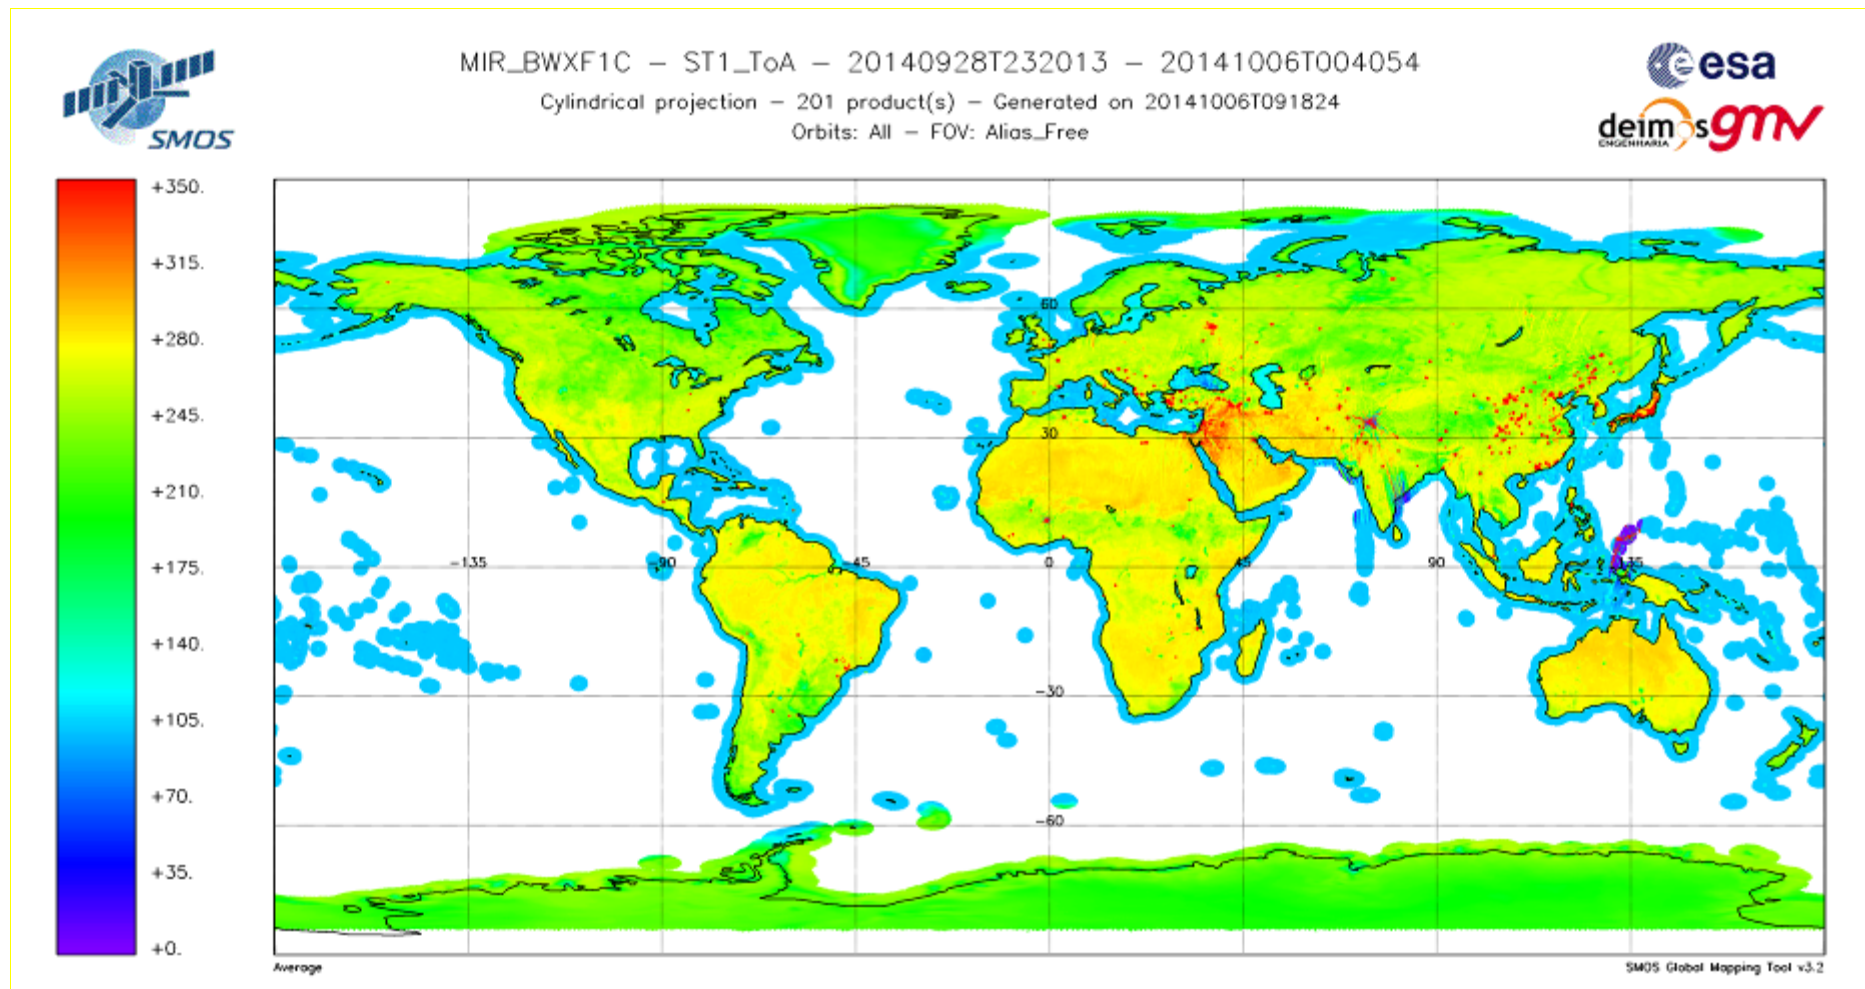 MIR_BWXF1C – ST1_ToA – 20140928T232013 – 20141006T004054
Cylindrical projection – 201 product(s) – Generated on 20141006T091824
Orbits: All – FOV: Alias_Free
SMOS
esa
deimos
ENGENHARIA
gmv
+350.
+315.
+280.
+245.
+210.
+175.
+140.
+105.
+70.
+35.
+0.
60
30
-135
-90
-45
0
45
90
135
-30
-60
Average
SMOS Global Mapping Tool v3.2